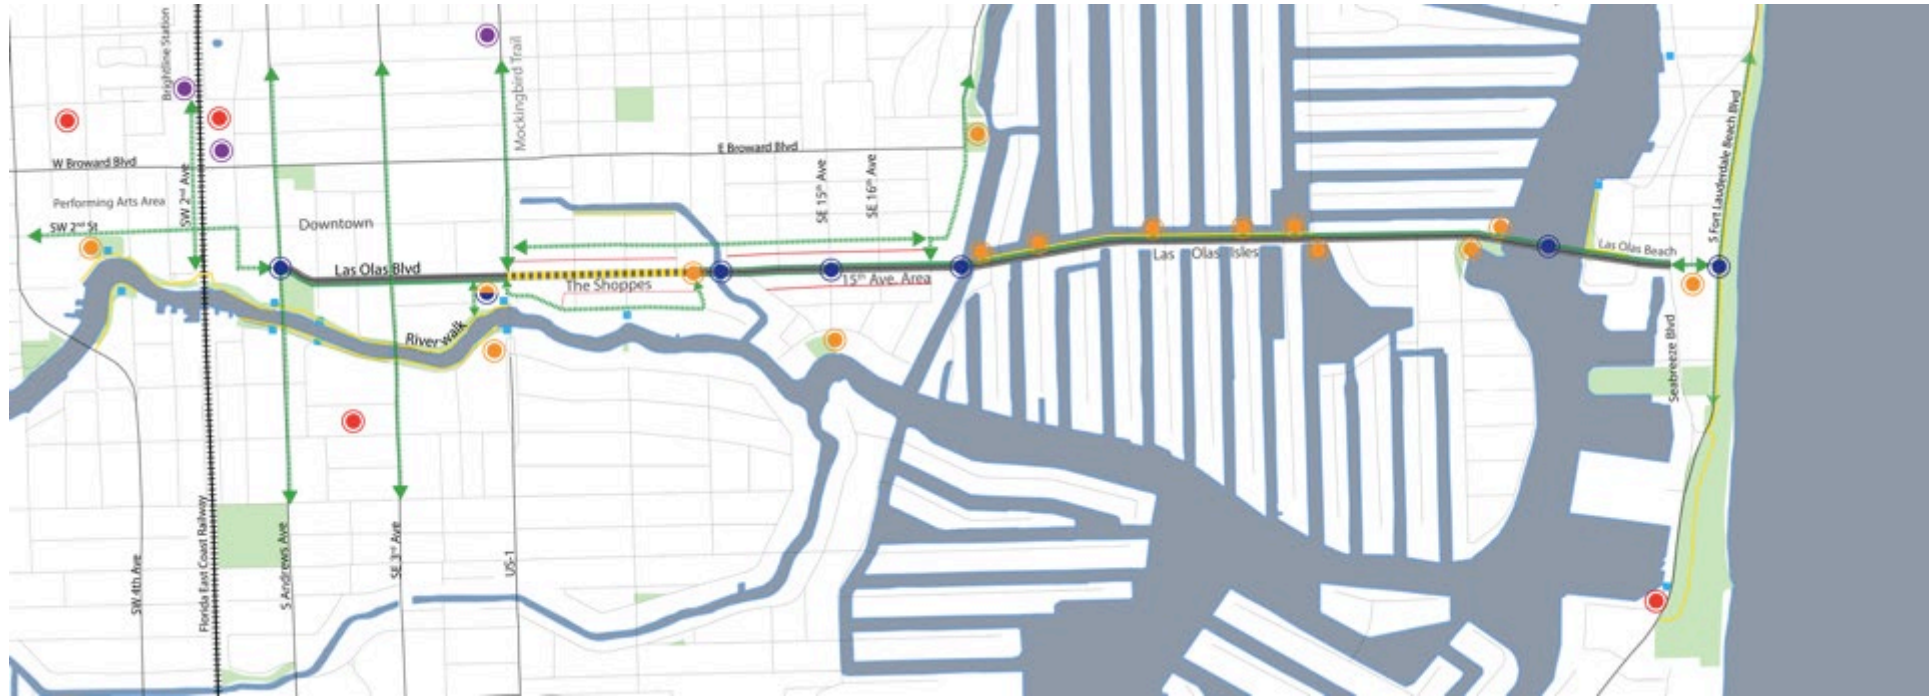 Brightline Station
Mockingbird Trail
W Broward Blvd
E Broward Blvd
SW 2nd Ave
SE 15th Ave
SE 16th Ave
S Fort Lauderdale Beach Blvd
Performing Arts Area
SW 2nd St
Downtown
Las Olas Blvd
The Shoppes
15th Ave. Area
Las Olas Isles
Las Olas Beach
Riverwalk
Seabreeze Blvd
SW 4th Ave
Florida East Coast Railway
S Andrews Ave
SE 3rd Ave
US-1